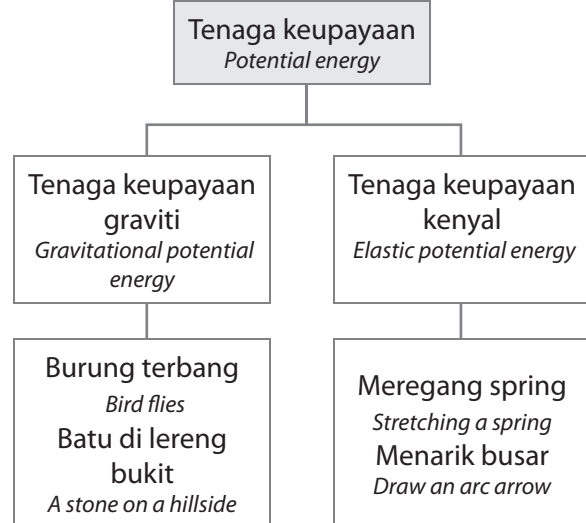 Tenaga keupayaan
Potential energy
Tenaga keupayaan
graviti
Gravitational potential
energy
Tenaga keupayaan
kenyal
Elastic potential energy
Burung terbang
Bird flies
Batu di lereng
bukit
A stone on a hillside
Meregang spring
Stretching a spring
Menarik busar
Draw an arc arrow